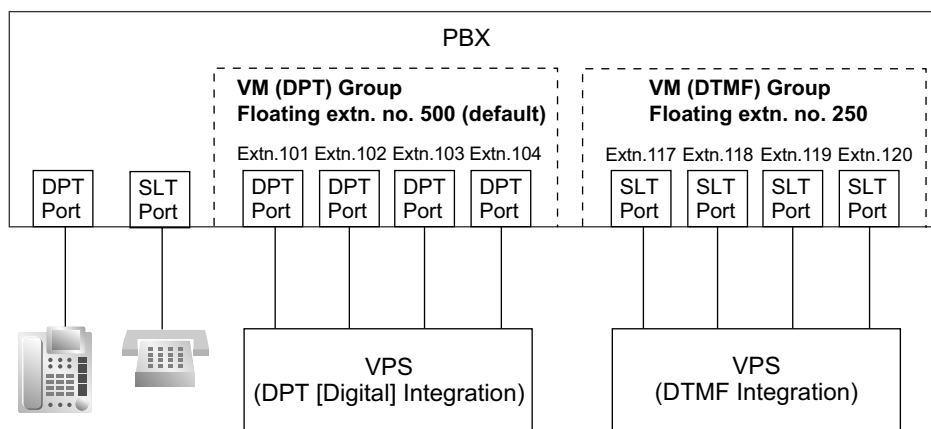 PBX
VM (DPT) Group
Floating extn. no. 500 (default)
VM (DTMF) Group
Floating extn. no. 250
Extn.101 Extn.102 Extn.103 Extn.104
Extn.117 Extn.118 Extn.119 Extn.120
DPT
Port
SLT
Port
DPT
Port
DPT
Port
DPT
Port
DPT
Port
SLT
Port
SLT
Port
SLT
Port
SLT
Port
VPS
(DPT [Digital] Integration)
VPS
(DTMF Integration)